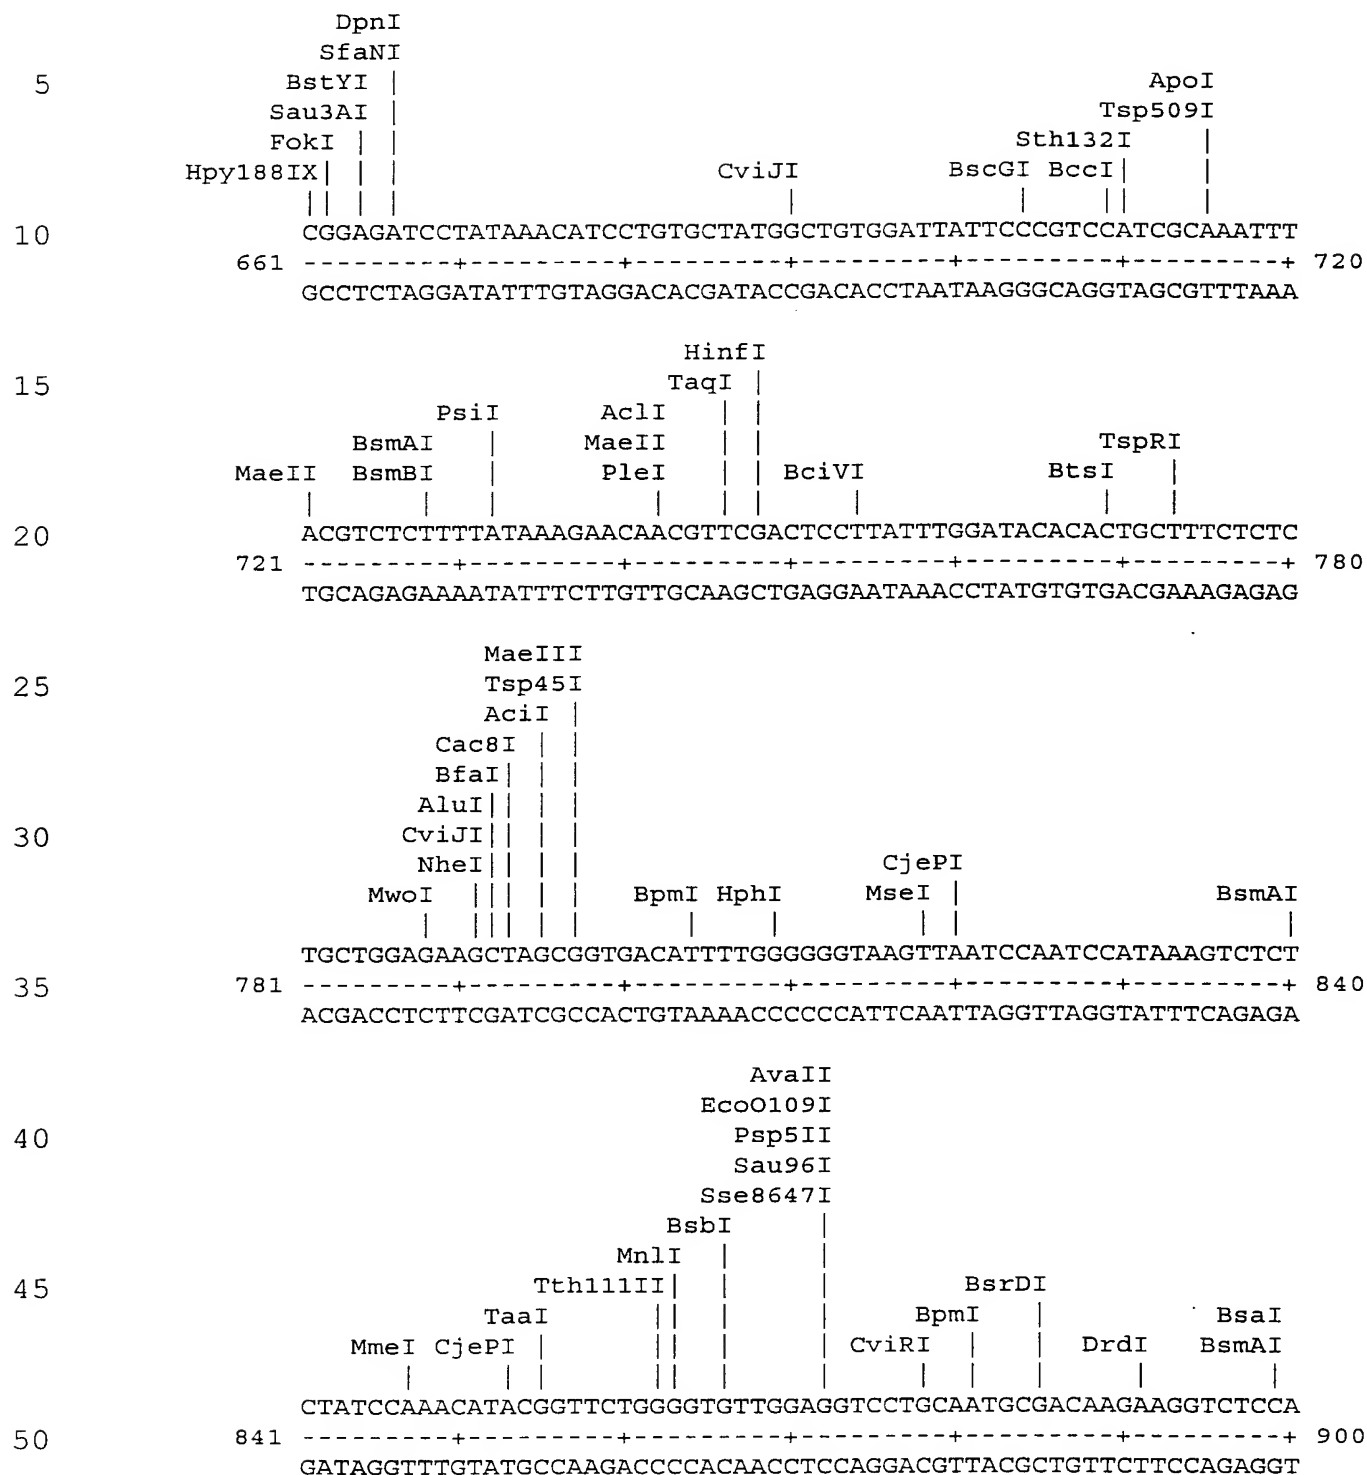 DpnI
SfaNI
5 BstYI | ApoI
Sau3AI | Tsp509I
FokI | | Sth132I |
Hpy188IX| | | CviJI BscGI BccI| |
|| | | | | || |
10 CGGAGATCCTATAAACATCCTGTGCTATGGCTGTGGATTATTCCCGTCCATCGCAAATTT
661 ---------+---------+---------+---------+---------+---------+ 720
GCCTCTAGGATATTTGTAGGACACGATACCGACACCTAATAAGGGCAGGTAGCGTTTAAA
HinfI
15 TaqI |
PsiI AclI | |
BsmAI | MaeII | | TspRI
MaeII BsmBI | PleI | | BciVI BtsI |
| | | | | | | | |
20 ACGTCTCTTTTATAAAGAACAACGTTCGACTCCTTATTTGGATACACACTGCTTTCTCTC
721 ---------+---------+---------+---------+---------+---------+ 780
TGCAGAGAAAATATTTCTTGTTGCAAGCTGAGGAATAAACCTATGTGTGACGAAAGAGAG
MaeIII
25 Tsp45I
AciI |
Cac8I | |
BfaI| | |
AluI|| | |
30 CviJI|| | |
NheI|| | | CjePI
MwoI ||| | | BpmI HphI MseI | BsmAI
| ||| | | | | | | |
TGCTGGAGAAGCTAGCGGTGACATTTTGGGGGGTAAGTTAATCCAATCCATAAAGTCTCT
35 781 ---------+---------+---------+---------+---------+---------+ 840
ACGACCTCTTCGATCGCCACTGTAAAACCCCCCATTCAATTAGGTTAGGTATTTCAGAGA
AvaII
EcoO109I
40 Psp5II
Sau96I
Sse8647I
BsbI |
MnlI | |
45 Tth111II| | | BsrDI
TaaI || | | BpmI | BsaI
MmeI CjePI | || | | CviRI | | DrdI BsmAI
| | | || | | | | | | |
CTATCCAAACATACGGTTCTGGGGTGTTGGAGGTCCTGCAATGCGACAAGAAGGTCTCCA
50 841 ---------+---------+---------+---------+---------+---------+ 900
GATAGGTTTGTATGCCAAGACCCCACAACCTCCAGGACGTTACGCTGTTCTTCCAGAGGT